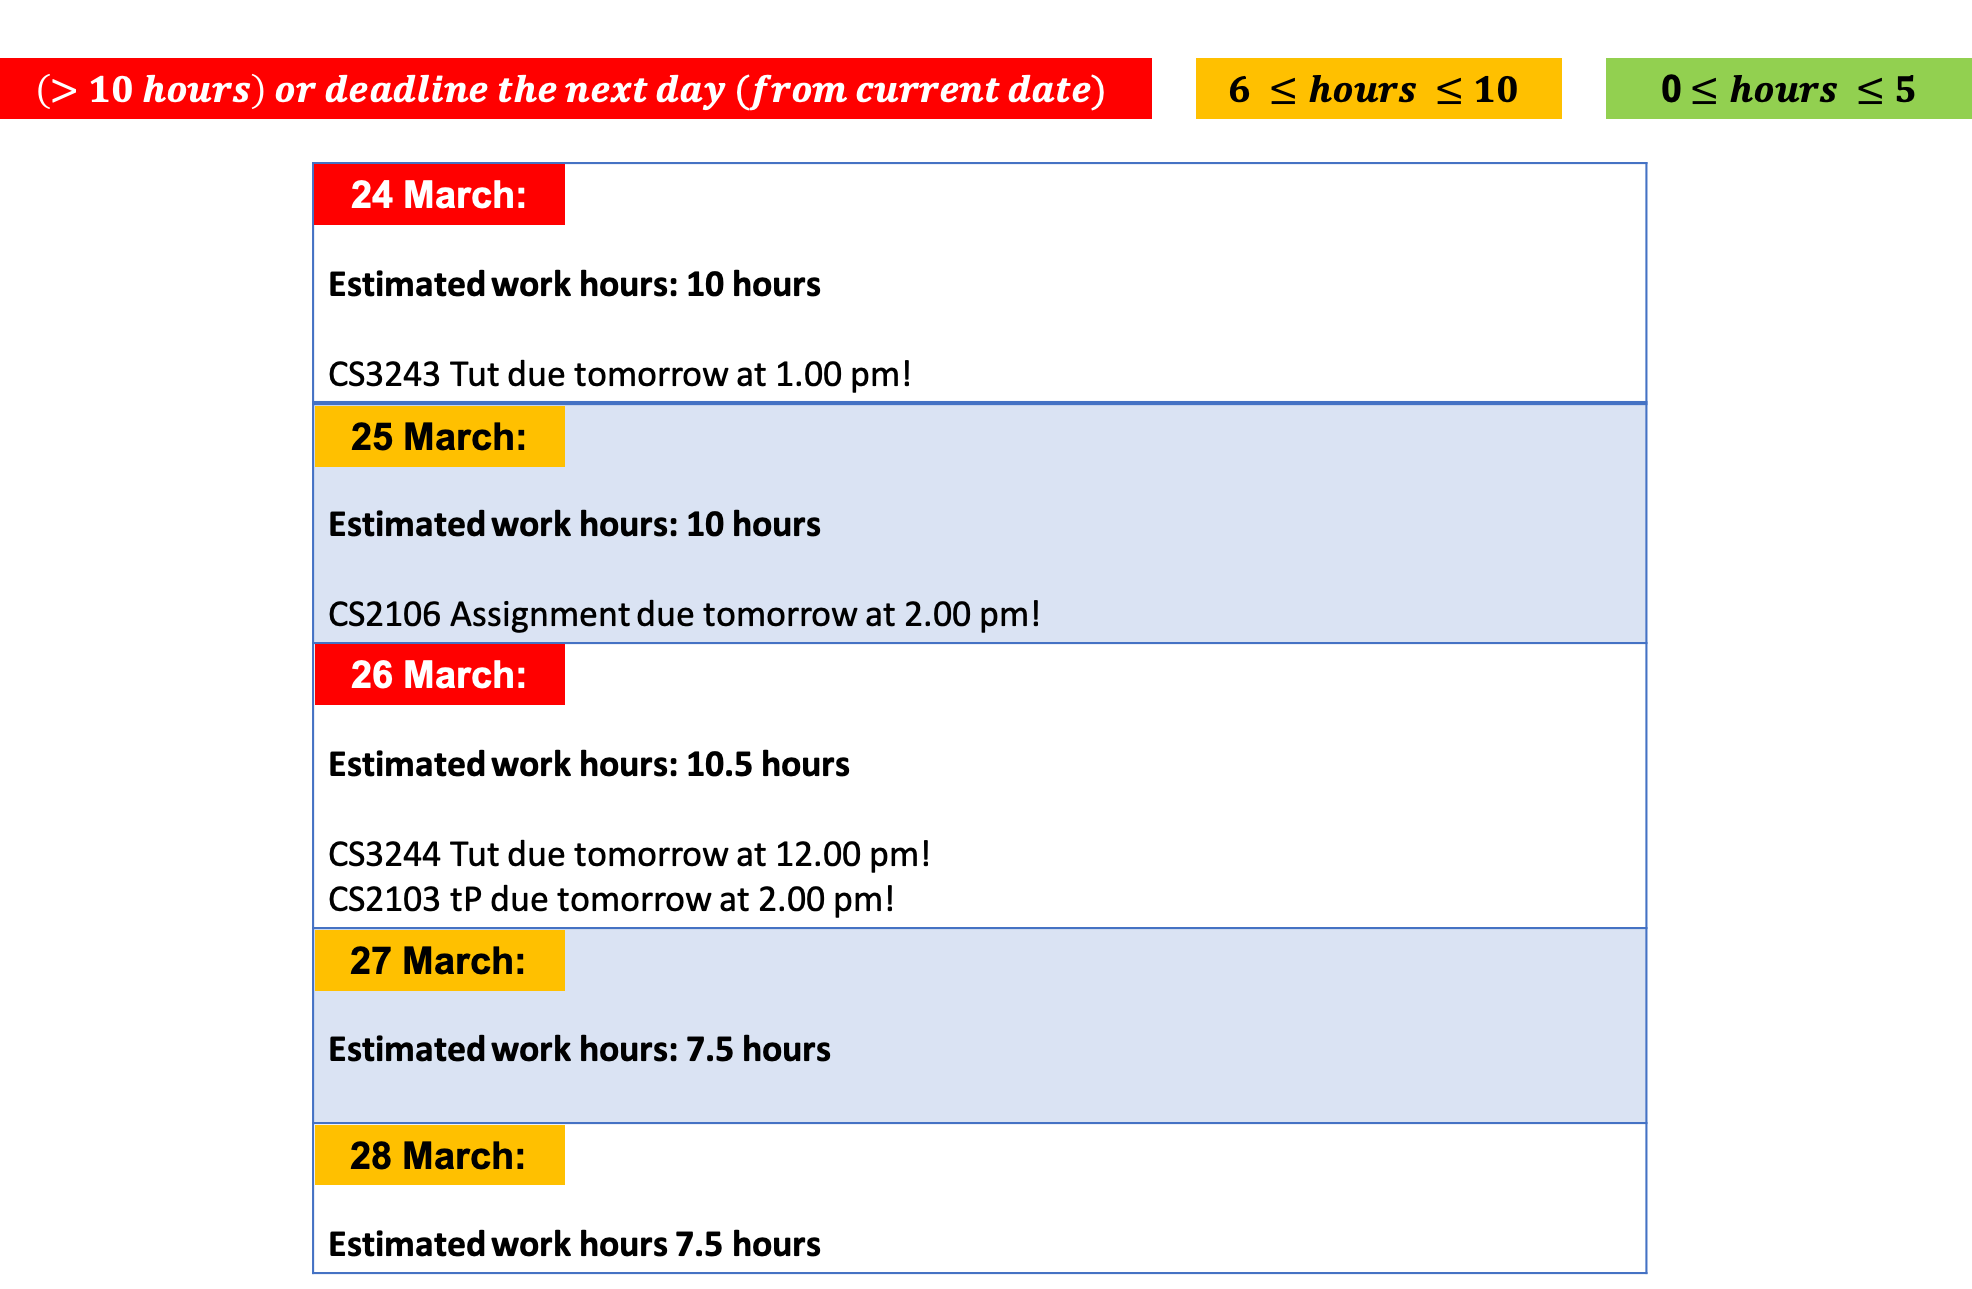 (> 10 hours) or deadline the next day (from current date)
6 ≤ hours ≤ 10
0 ≤ hours ≤ 5
24 March:
Estimated work hours: 10 hours
CS3243 Tut due tomorrow at 1.00 pm!
25 March:
Estimated work hours: 10 hours
CS2106 Assignment due tomorrow at 2.00 pm!
26 March:
Estimated work hours: 10.5 hours
CS3244 Tut due tomorrow at 12.00 pm!
CS2103 tP due tomorrow at 2.00 pm!
27 March:
Estimated work hours: 7.5 hours
28 March:
Estimated work hours 7.5 hours